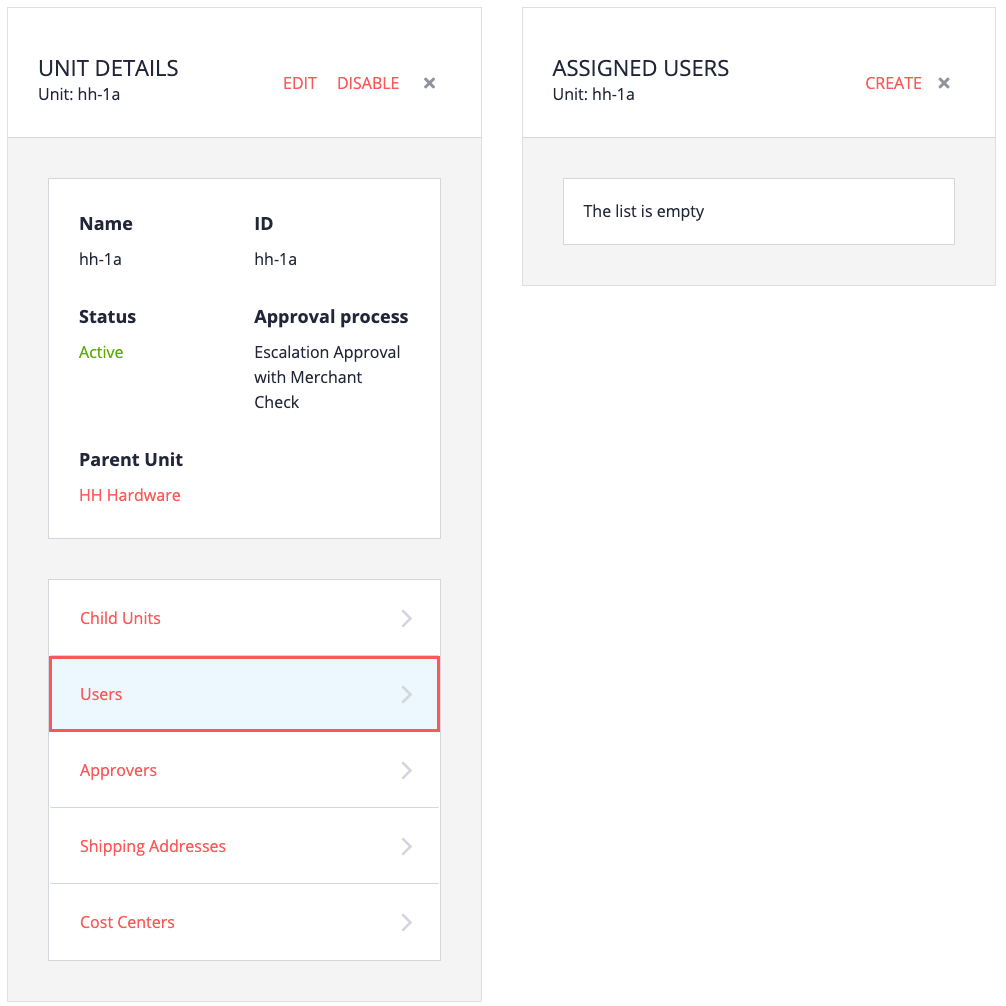 UNIT DETAILS
Unit: hh-1a
EDIT DISABLE
Name
hh-1a
ID
hh-1a
Status
Active
Approval process
Escalation Approval
with Merchant
Check
Parent Unit
HH Hardware
Child Units
Users
Approvers
Shipping Addresses
Cost Centers
ASSIGNED USERS
Unit: hh-1a
CREATE
The list is empty